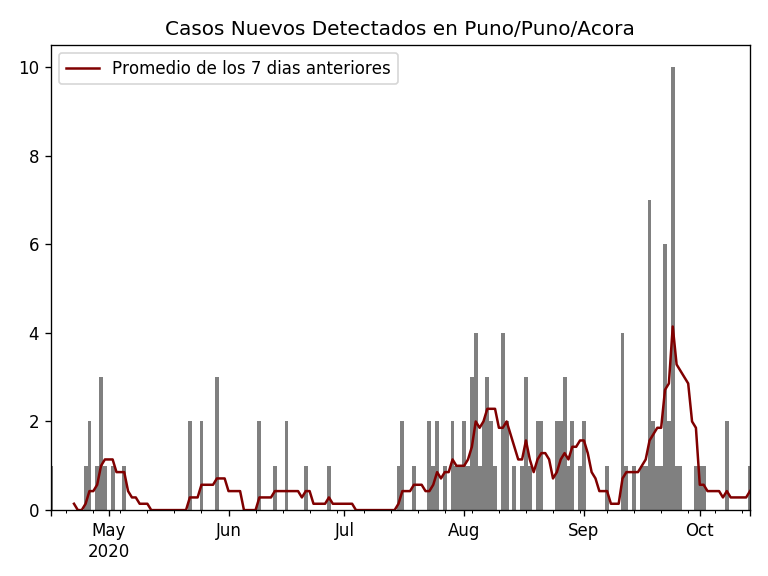 Casos Nuevos Detectados en Puno/Puno/Acora
Promedio de los 7 dias anteriores
10
8
6
4
2
0
May Jun Jul Aug Sep Oct
2020